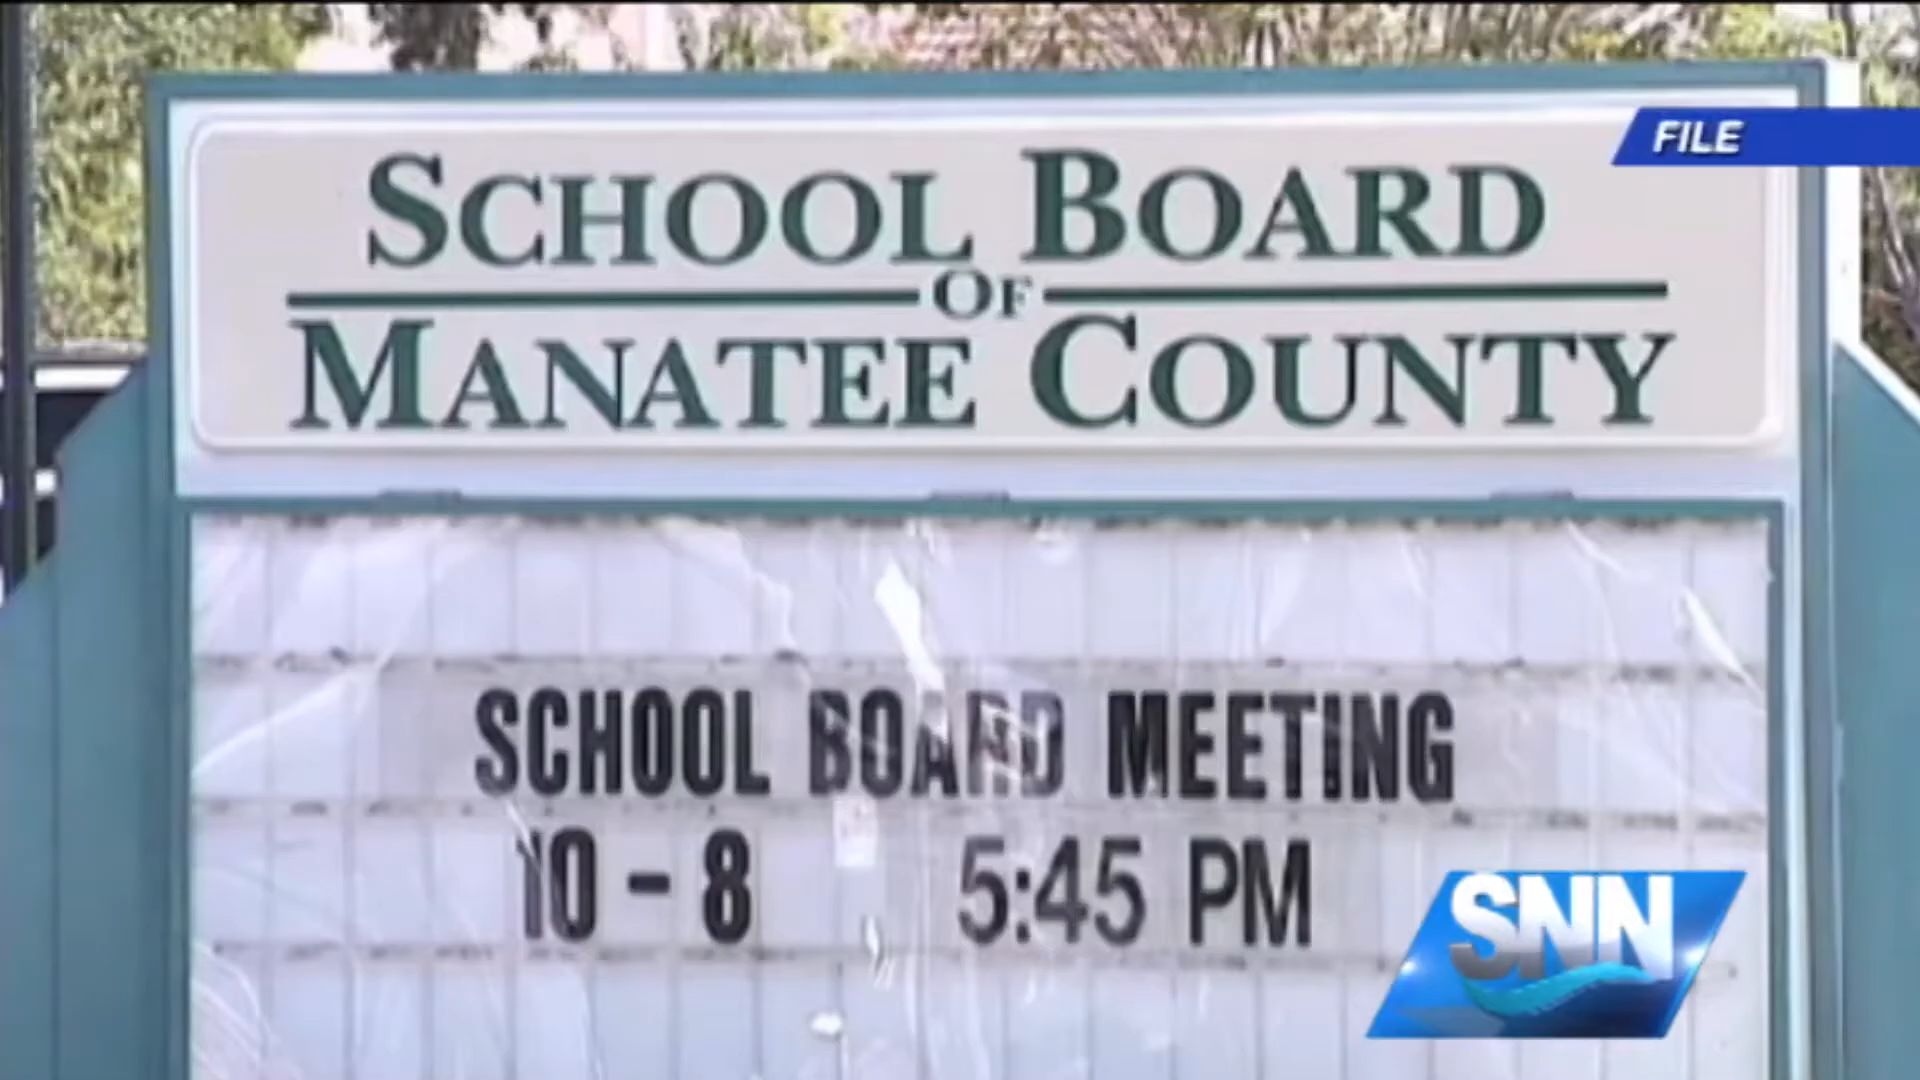 FILE
SCHOOL BOARD
OF
MANATEE COUNTY
SCHOOL BOARD MEETING
10-8 5:45 PM
SNN